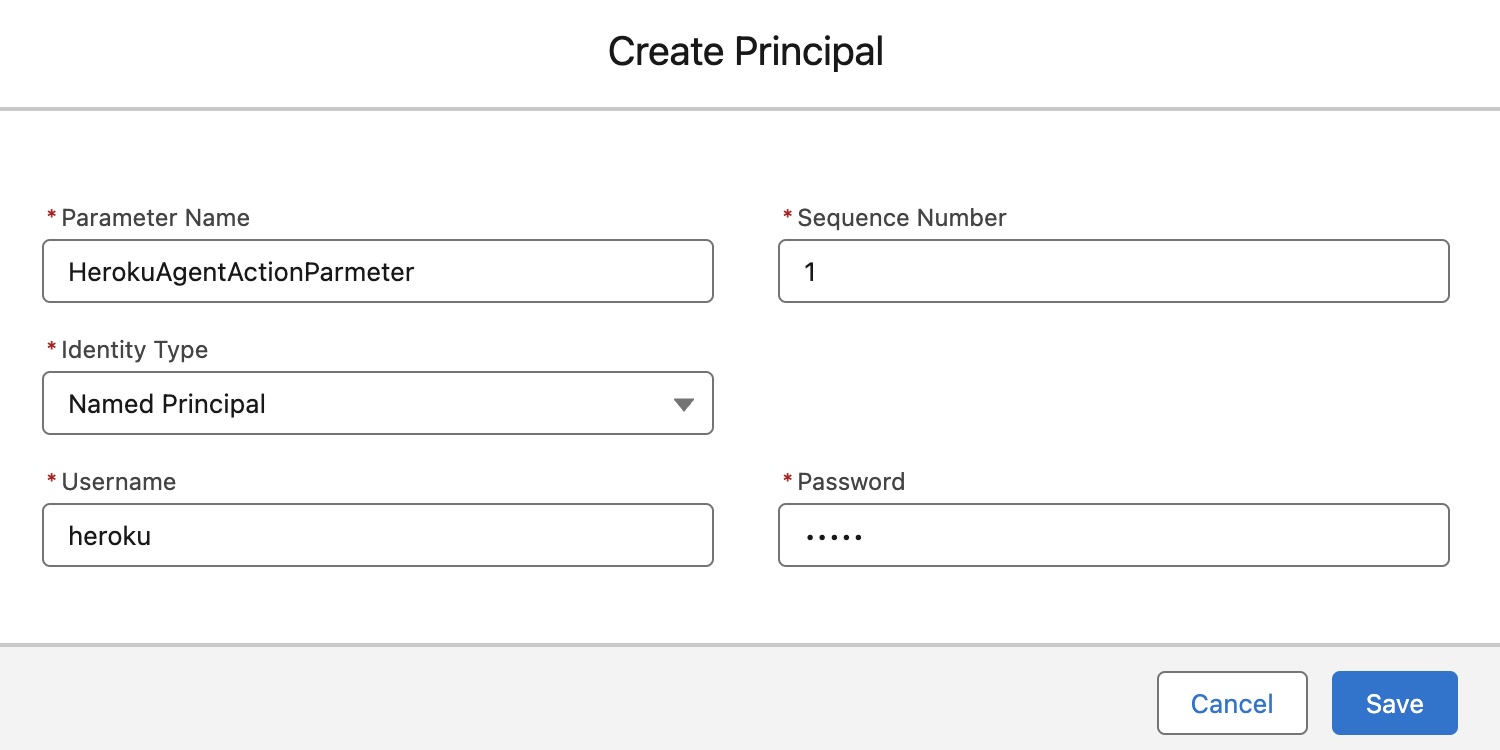 Create Principal
* Parameter Name
HerokuAgentActionParmeter
* Sequence Number
1
* Identity Type
Named Principal
* Username
heroku
* Password
•••••
Cancel
Save